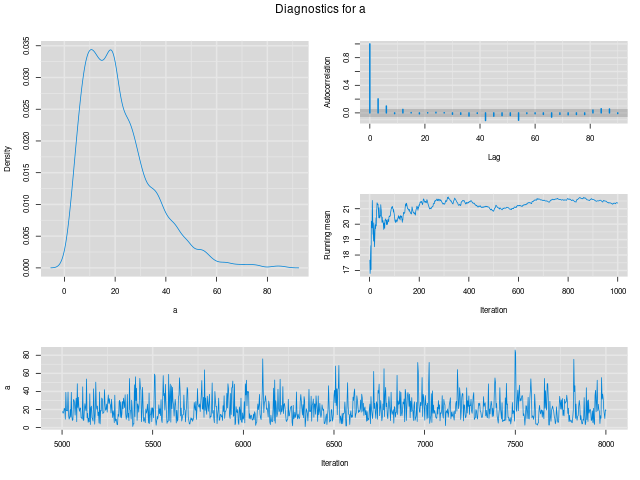 Diagnostics for a
Density
0.000 0.005 0.010 0.015 0.020 0.025 0.030 0.035
0 20 40 60 80
a
Autocorrelation
0.0 0.4 0.8
0 20 40 60 80
Lag
Running mean
17 18 19 20 21
0 200 400 600 800 1000
Iteration
a
0 20 40 60 80
5000 5500 6000 6500 7000 7500 8000
Iteration